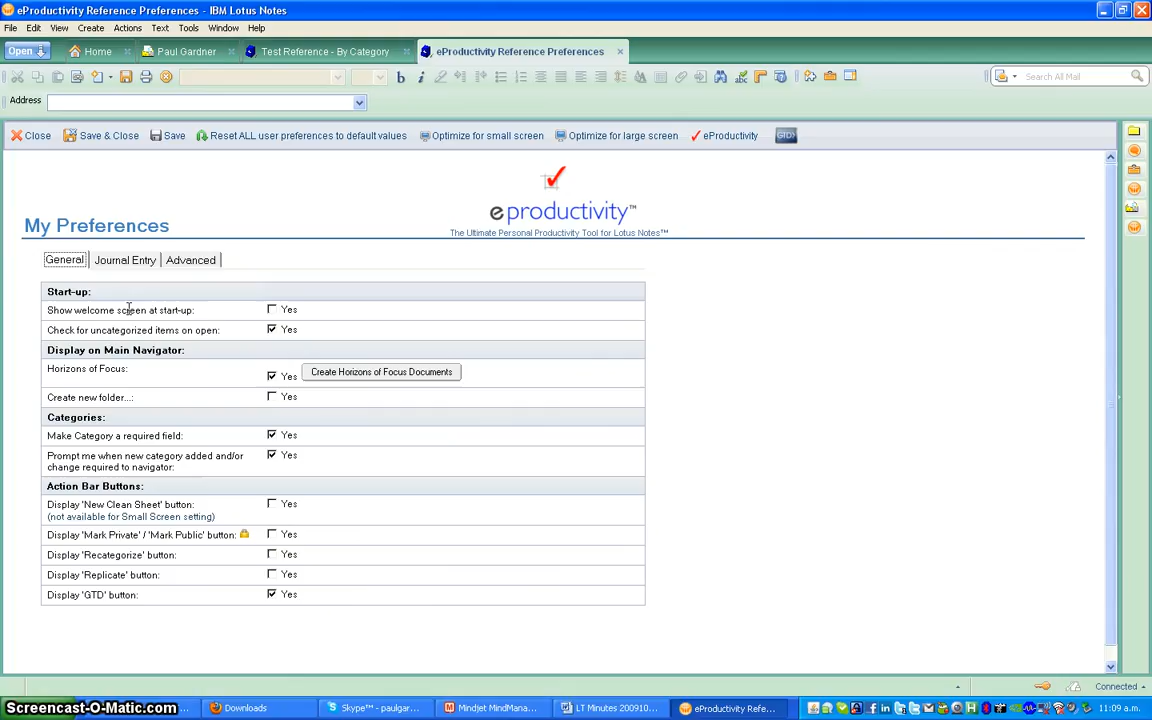 eProductivity Reference Preferences - IBM Lotus Notes
File Edit View Create Actions Text Tools Window Help
Open Home Paul Gardner Test Reference - By Category eProductivity Reference Preferences
Search All Mail
Address
Close Save & Close Save Reset ALL user preferences to default values Optimize for small screen Optimize for large screen eProductivity GTD
eproductivity™
My Preferences
The Ultimate Personal Productivity Tool for Lotus Notes™
General Journal Entry Advanced
Start-up:
Show welcome screen at start-up: Yes
Check for uncategorized items on open: Yes
Display on Main Navigator:
Horizons of Focus: Yes Create Horizons of Focus Documents
Create new folder...: Yes
Categories:
Make Category a required field: Yes
Prompt me when new category added and/or
change required to navigator: Yes
Action Bar Buttons:
Display 'New Clean Sheet' button: Yes
(not available for Small Screen setting)
Display 'Mark Private' / 'Mark Public' button: Yes
Display 'Recategorize' button: Yes
Display 'Replicate' button: Yes
Display 'GTD' button: Yes
Connected
Screencast-O-Matic.com Downloads Skype™ - paulgar... Mindjet MindMana... LT Minutes 200910... eProductivity Refe... 11:09 a.m.